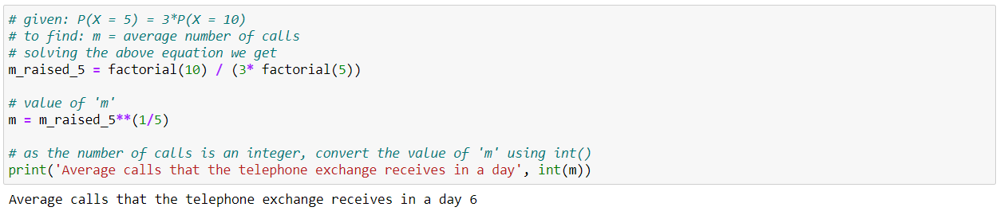 # given: P(X = 5) = 3*P(X = 10)
# to find: m = average number of calls
# solving the above equation we get
m_raised_5 = factorial(10) / (3* factorial(5))
# value of 'm'
m = m_raised_5**(1/5)
# as the number of calls is an integer, convert the value of 'm' using int()
print('Average calls that the telephone exchange receives in a day', int(m))
Average calls that the telephone exchange receives in a day 6